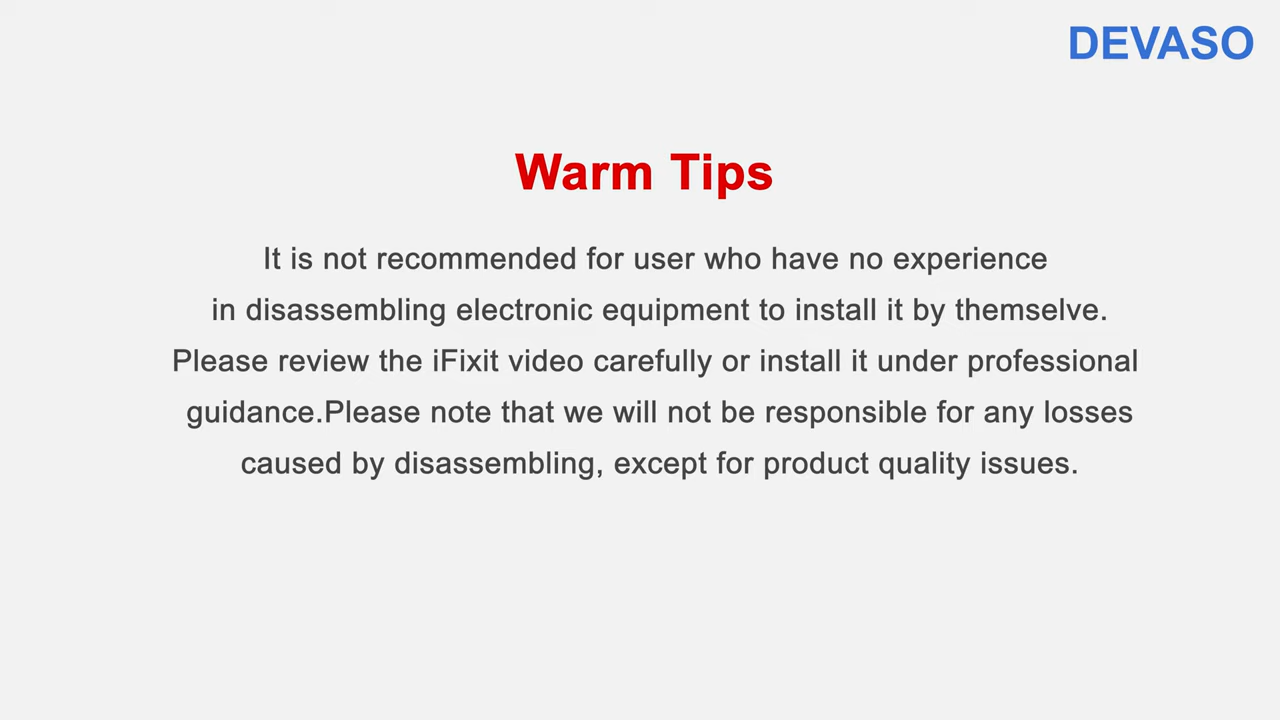 DEVASO
Warm Tips
It is not recommended for user who have no experience
in disassembling electronic equipment to install it by themselve.
Please review the iFixit video carefully or install it under professional
guidance.Please note that we will not be responsible for any losses
caused by disassembling, except for product quality issues.